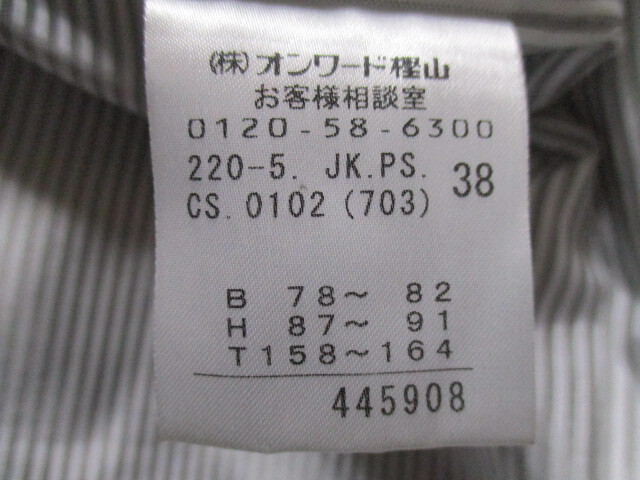 (株)オンワード樫山
お客様相談室
0120-58-6300
220-5. JK.PS. 38
CS. 0102 (703)
B 78～ 82
H 87～ 91
T158～164
445908